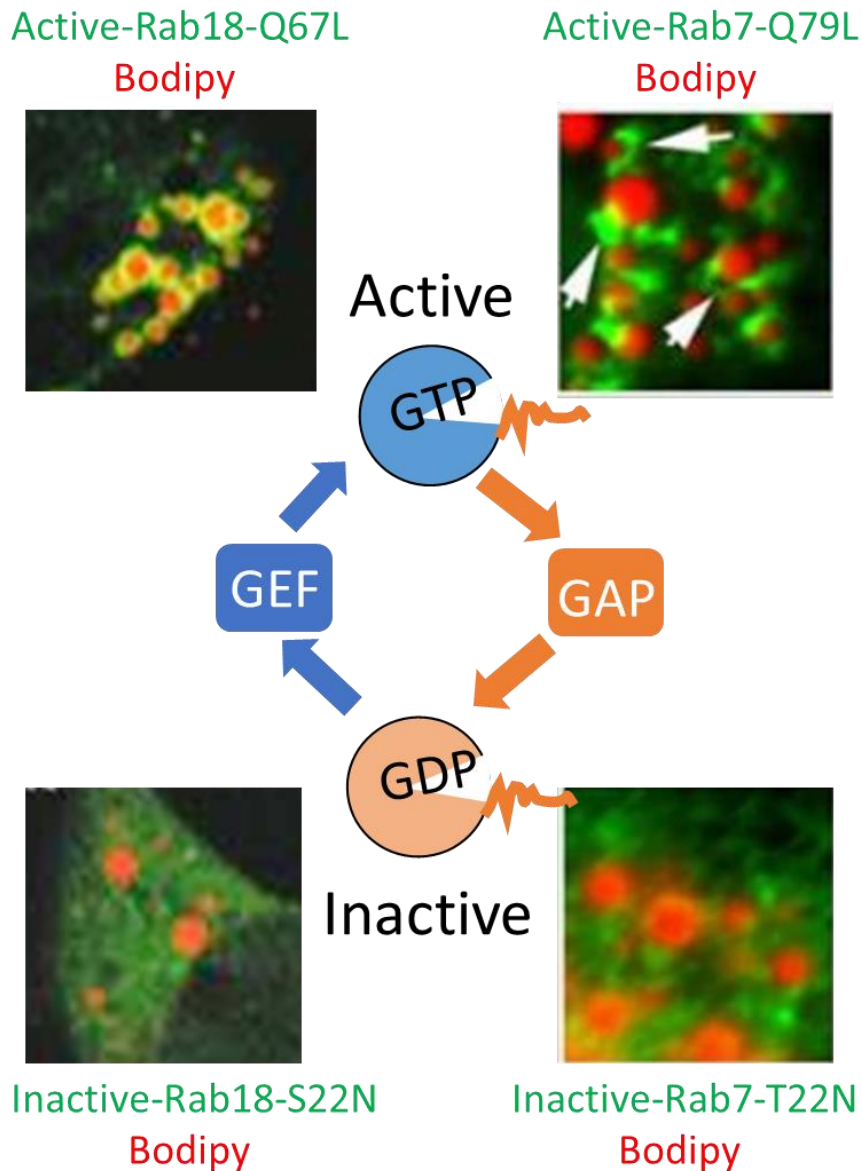 Active-Rab18-Q67L
Bodipy
Active-Rab7-Q79L
Bodipy
Active
GTP
GEF
GAP
GDP
Inactive
Inactive-Rab18-S22N
Bodipy
Inactive-Rab7-T22N
Bodipy